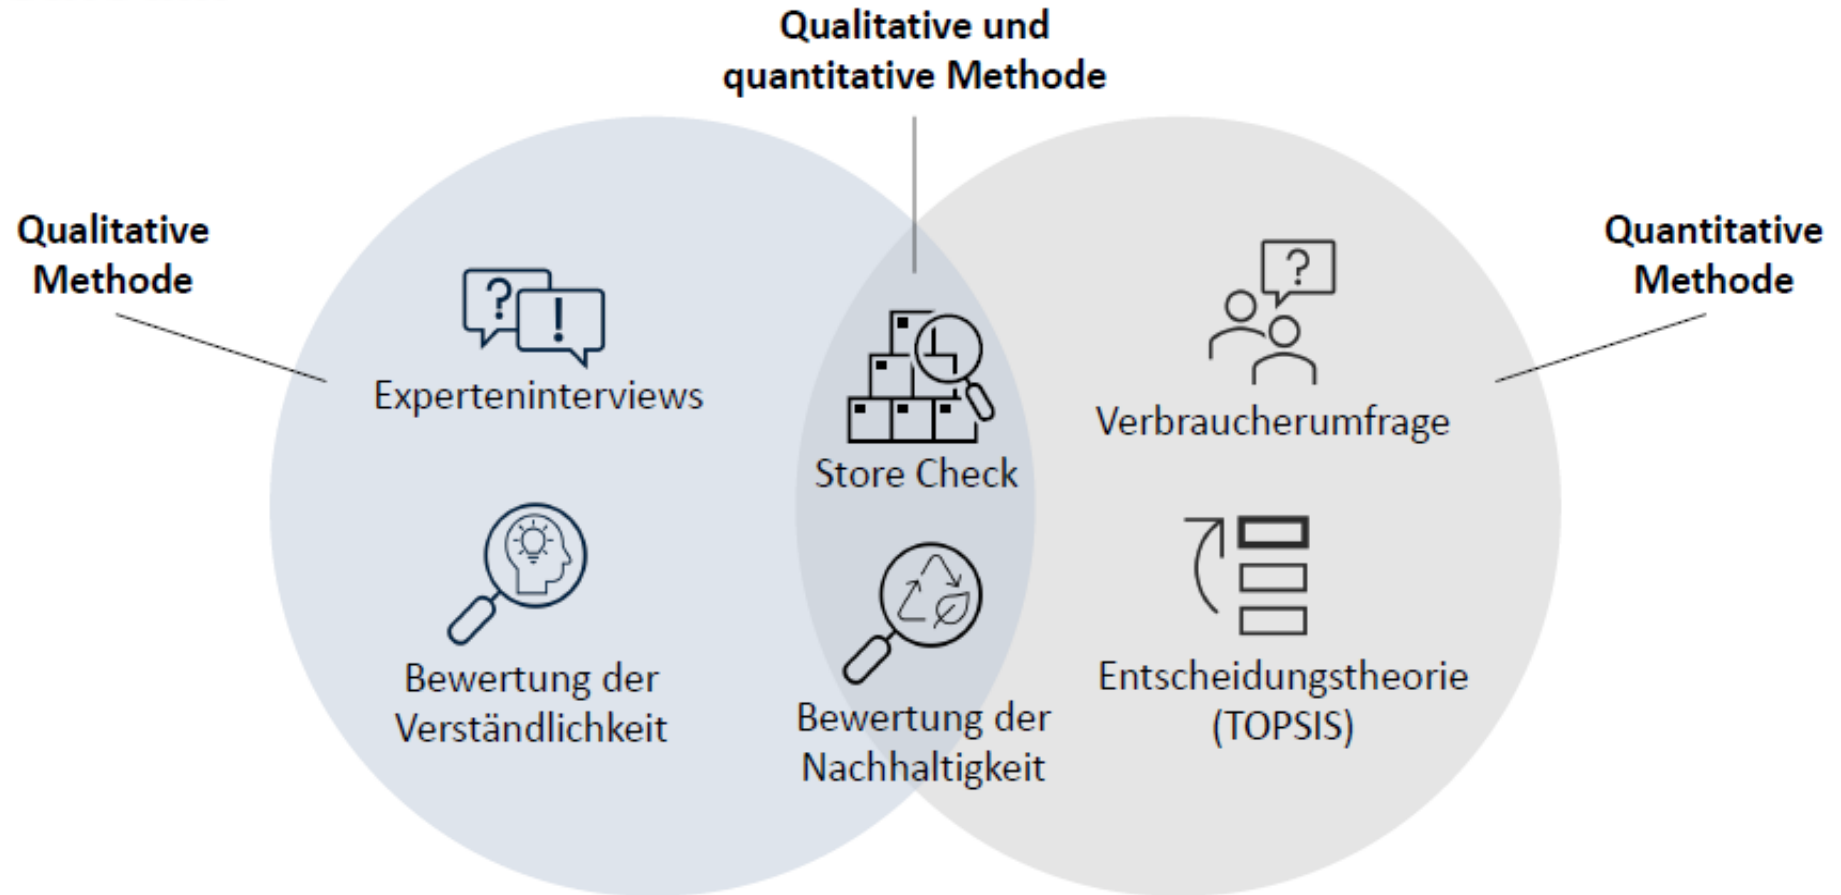 Qualitative und
quantitative Methode
Qualitative
Methode
Quantitative
Methode
?
!
Experteninterviews
Bewertung der
Verständlichkeit
Store Check
Bewertung der
Nachhaltigkeit
?
Verbraucherumfrage
Entscheidungstheorie
(TOPSIS)